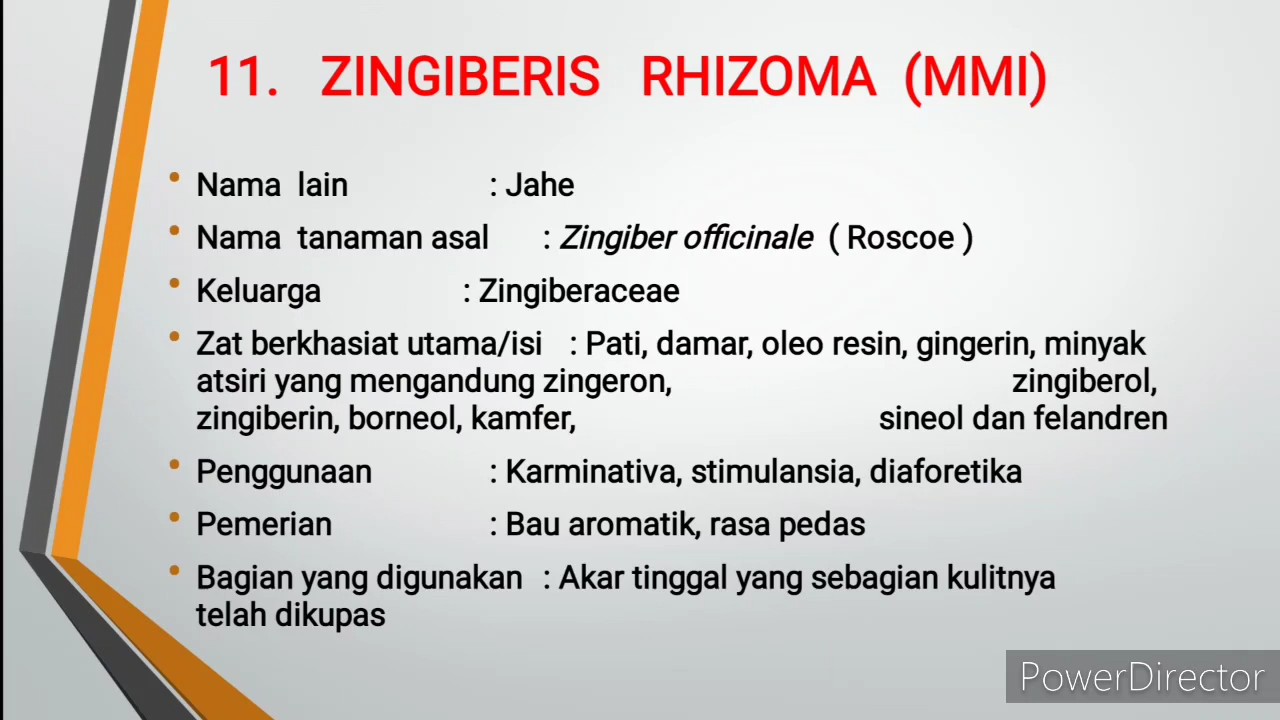 11. ZINGIBERIS RHIZOMA (MMI)
• Nama lain : Jahe
• Nama tanaman asal : Zingiber officinale ( Roscoe )
• Keluarga : Zingiberaceae
• Zat berkhasiat utama/isi : Pati, damar, oleo resin, gingerin, minyak
atsiri yang mengandung zingeron, zingiberol,
zingiberin, borneol, kamfer, sineol dan felandren
• Penggunaan : Karminativa, stimulansia, diaforetika
• Pemerian : Bau aromatik, rasa pedas
• Bagian yang digunakan : Akar tinggal yang sebagian kulitnya
telah dikupas
PowerDirector